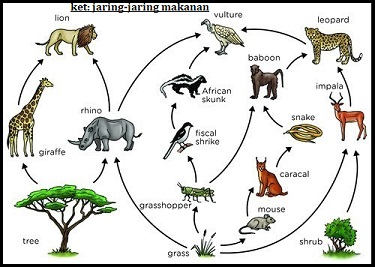 ket: jaring-jaring makanan
lion
vulture
leopard
baboon
African
skunk
rhino
impala
snake
fiscal
shrike
giraffe
caracal
grasshopper
mouse
tree
grass
shrub